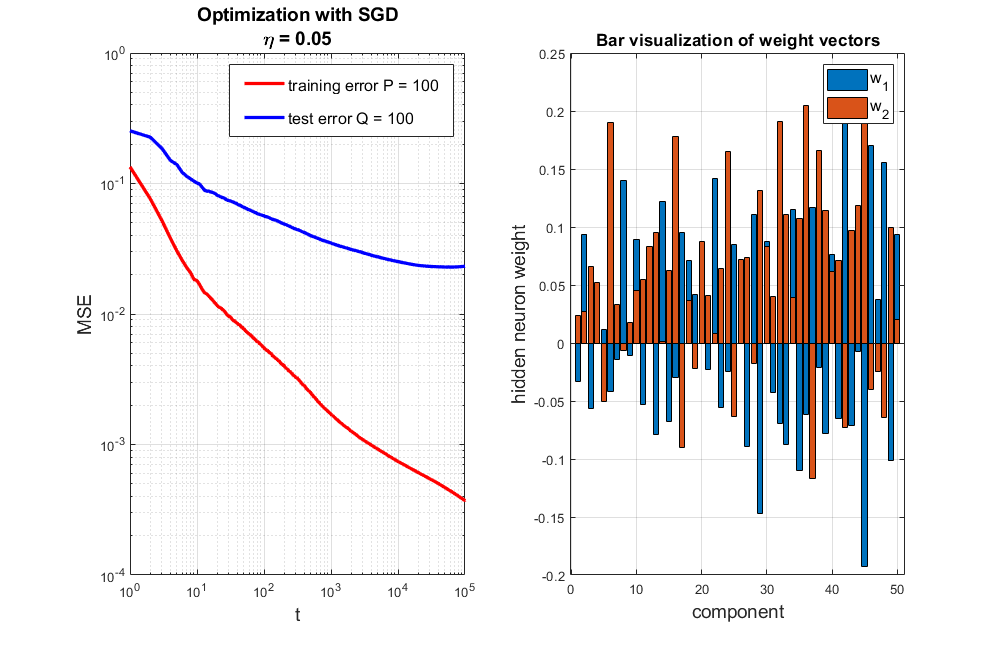 Optimization with SGD
η = 0.05
training error P = 100
test error Q = 100
10^0
10^-1
10^-2
10^-3
10^-4
MSE
10^0 10^1 10^2 10^3 10^4 10^5
t
Bar visualization of weight vectors
w_1
w_2
0.25
0.2
0.15
0.1
0.05
0
-0.05
-0.1
-0.15
-0.2
hidden neuron weight
0 10 20 30 40 50
component